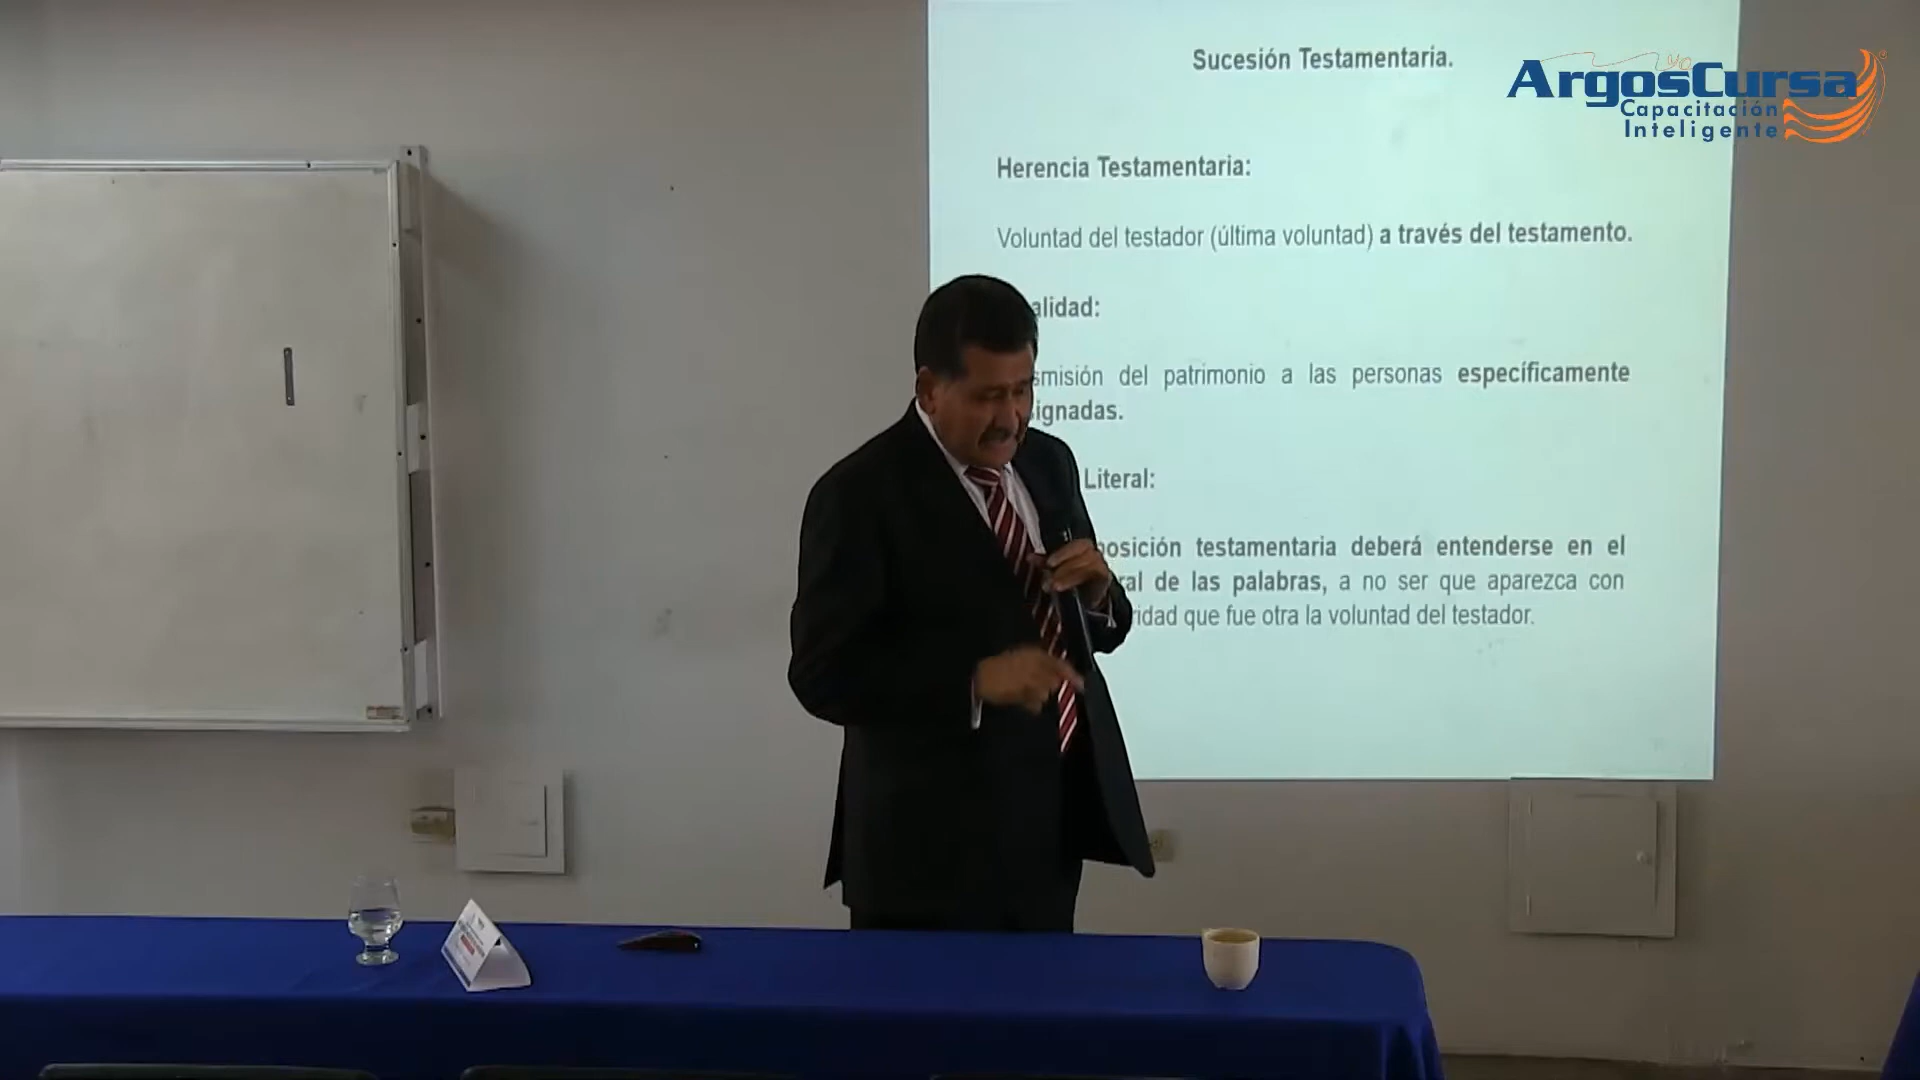 Sucesión Testamentaria.
ArgosCursa
Capacitación
Inteligente
Herencia Testamentaria:
Voluntad del testador (última voluntad) a través del testamento.
alidad:
smisión del patrimonio a las personas específicamente
ignadas.
Literal:
osición testamentaria deberá entenderse en el
ral de las palabras, a no ser que aparezca con
ridad que fue otra la voluntad del testador.